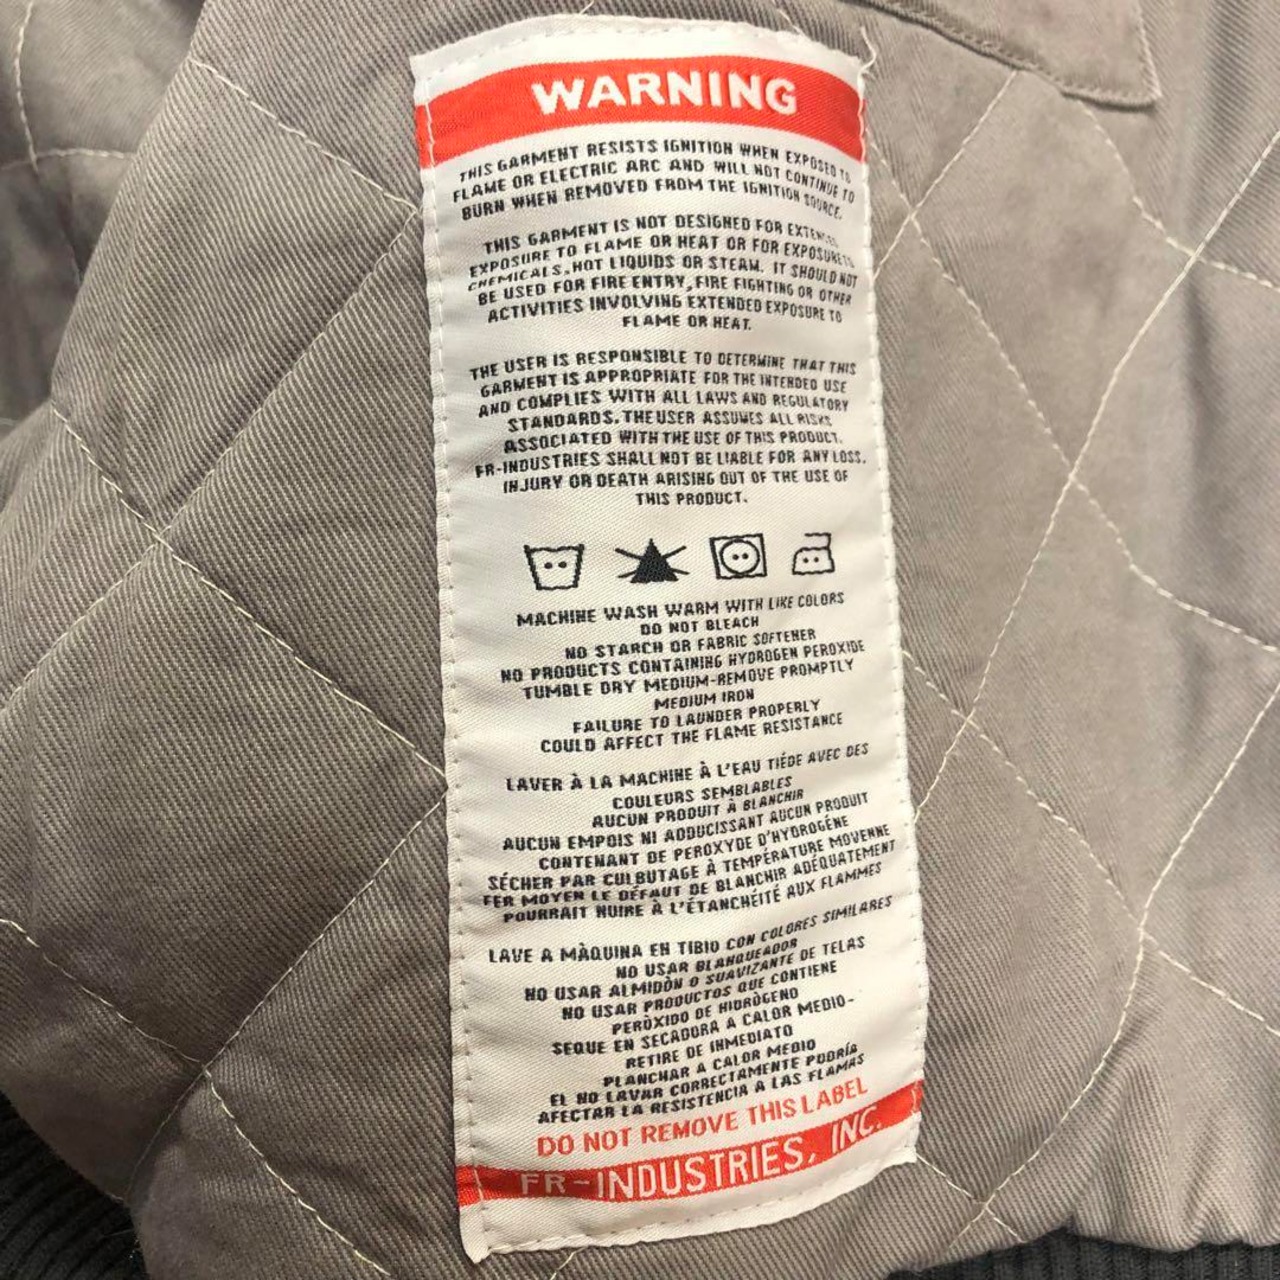 WARNING
THIS GARMENT RESISTS IGNITION WHEN EXPOSED TO
FLAME OR ELECTRIC ARC AND WILL NOT CONTINUE TO
BURN WHEN REMOVED FROM THE IGNITION SOURCE.
THIS GARMENT IS NOT DESIGNED FOR EXTENDED
EXPOSURE TO FLAME OR HEAT OR FOR EXPOSURE TO
CHEMICALS, HOT LIQUIDS OR STEAM. IT SHOULD NOT
BE USED FOR FIRE ENTRY, FIRE FIGHTING OR OTHER
ACTIVITIES INVOLVING EXTENDED EXPOSURE TO
FLAME OR HEAT.
THE USER IS RESPONSIBLE TO DETERMINE THAT THIS
GARMENT IS APPROPRIATE FOR THE INTENDED USE
AND COMPLIES WITH ALL LAWS AND REGULATORY
STANDARDS. THE USER ASSUMES ALL RISKS
ASSOCIATED WITH THE USE OF THIS PRODUCT.
FR-INDUSTRIES SHALL NOT BE LIABLE FOR ANY LOSS,
INJURY OR DEATH ARISING OUT OF THE USE OF
THIS PRODUCT.
MACHINE WASH WARM WITH LIKE COLORS
DO NOT BLEACH
NO STARCH OR FABRIC SOFTENER
NO PRODUCTS CONTAINING HYDROGEN PEROXIDE
TUMBLE DRY MEDIUM-REMOVE PROMPTLY
MEDIUM IRON
FAILURE TO LAUNDER PROPERLY
COULD AFFECT THE FLAME RESISTANCE
LAVER À LA MACHINE À L'EAU TIÉDE AVEC DES
COULEURS SEMBLABLES
AUCUN PRODUIT À BLANCHIR
AUCUN EMPOIS NI ADDUCISSANT AUCUN PRODUIT
CONTENANT DE PEROXYDE D'HYDROGÉNE
SÉCHER PAR CULBUTAGE À TEMPÉRATURE MOVENNE
FER MOYEN LE DÉFAUT DE BLANCHIR ADÉQUATEMENT
POURRAIT NUIRE À L'ÉTANCHÉITÉ AUX FLAMMES
LAVE A MÀQUINA EN TIBIO CON COLORES SIMILARES
NO USAR BLANQUEADOR
NO USAR ALMIDÒN O SUAVIZANTE DE TELAS
NO USAR PRODUCTOS QUE CONTIENE
PERÒXIDO DE HIDRÒGENO
SEQUE EN SECADORA A CALOR MEDIO-
RETIRE DE INMEDIATO
PLANCHAR A CALOR MEDIO
EL NO LAVAR CORRECTAMENTE PODRÍA
AFECTAR LA RESISTENCIA A LAS FLAMAS
DO NOT REMOVE THIS LABEL
FR-INDUSTRIES, INC.